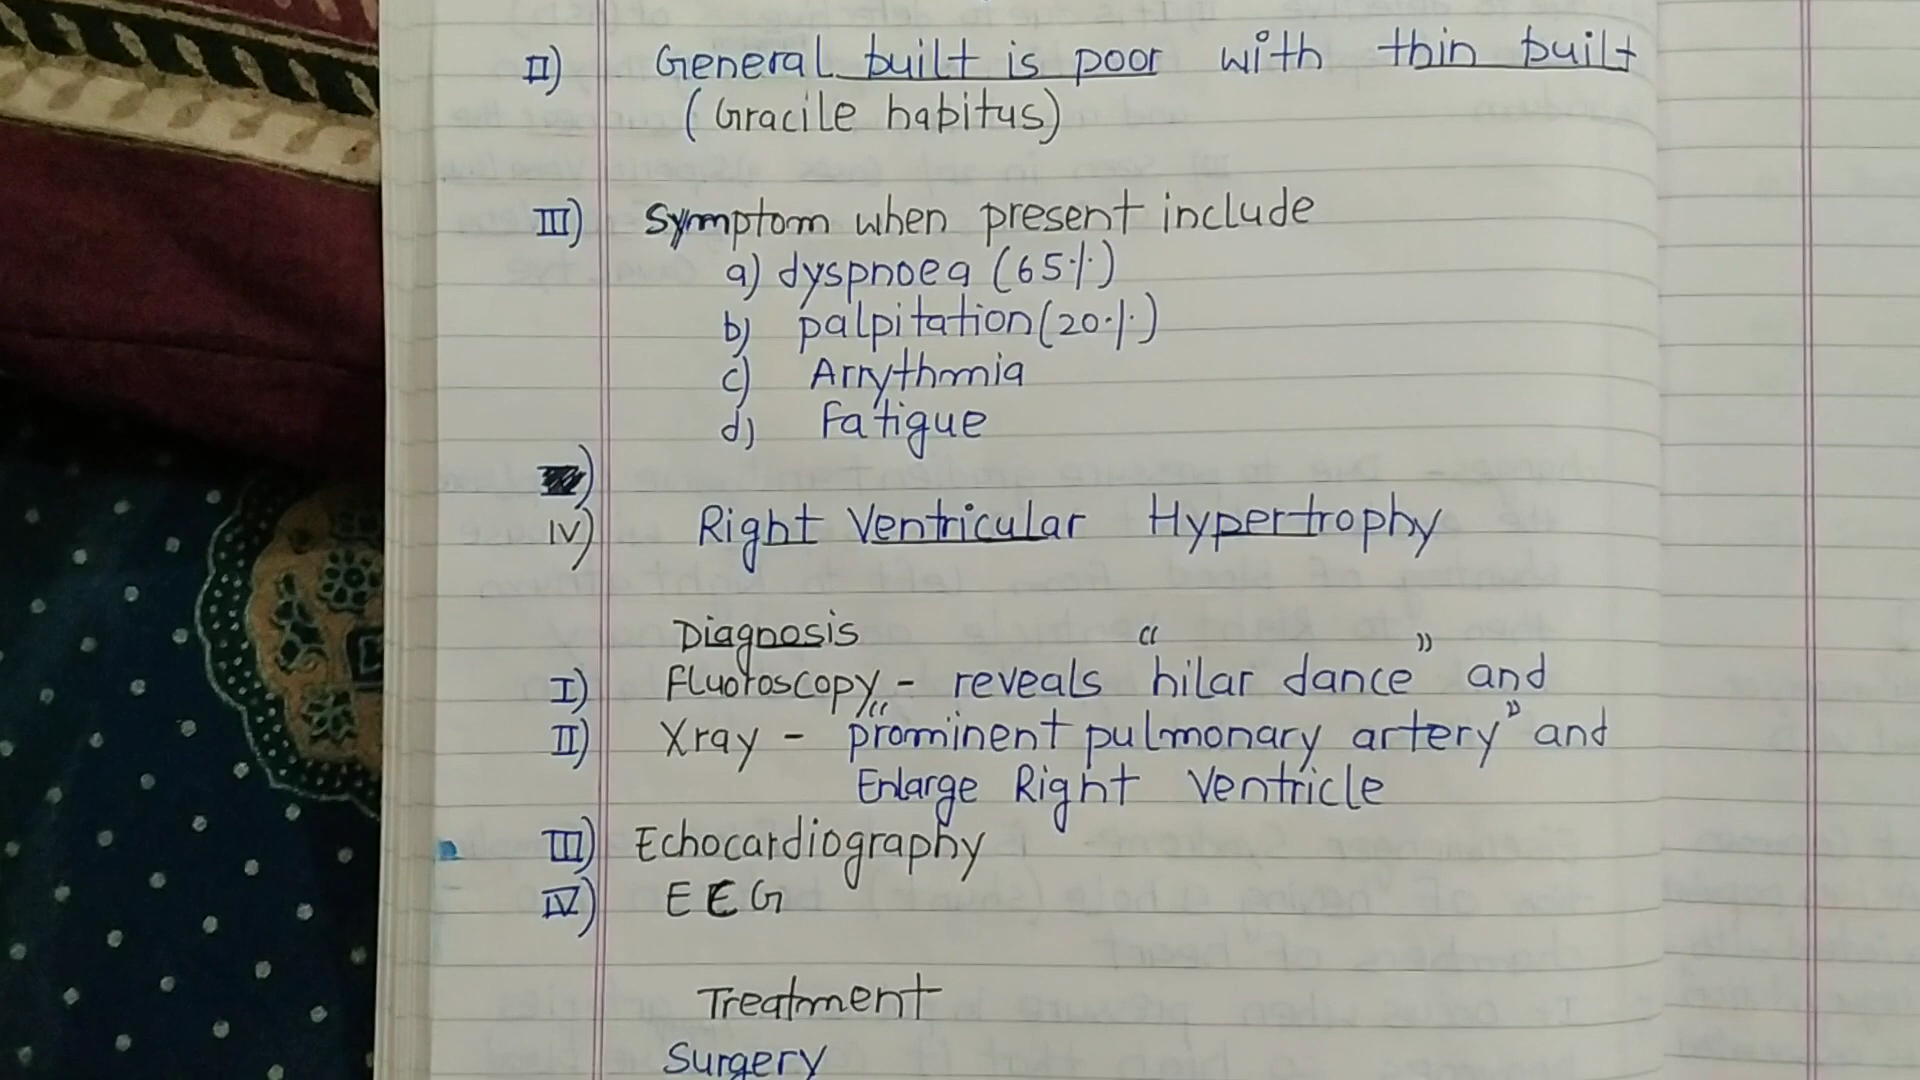 II) General built is poor with thin built
(Gracile habitus)
III) Symptom when present include
a) dyspnoea (65%)
b) palpitation (20%)
c) Arrythmia
d) Fatigue
IV) Right Ventricular Hypertrophy
Diagnosis
I) Fluoroscopy - reveals "hilar dance" and
II) Xray - "prominent pulmonary artery" and
Enlarge Right Ventricle
III) Echocardiography
IV) EEG
Treatment
Surgery